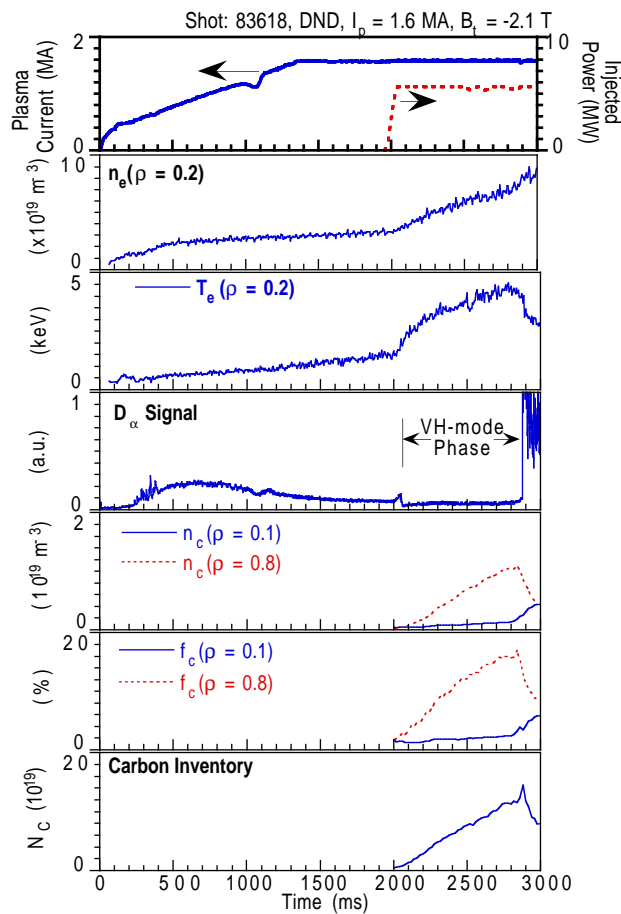 Shot: 83618, DND, I_p = 1.6 MA, B_t = -2.1 T
Plasma Current (MA)
2
1
0
Injected Power (MW)
10
5
0
n_e(ρ = 0.2)
(x10^19 m^-3)
10
0
T_e (ρ = 0.2)
(keV)
5
0
D_α Signal
(a.u.)
1
0
VH-mode
Phase
n_c(ρ = 0.1)
n_c(ρ = 0.8)
(10^19 m^-3)
2
0
f_c(ρ = 0.1)
f_c(ρ = 0.8)
(%)
20
0
Carbon Inventory
N_C (10^19)
20
0
0 500 1000 1500 2000 2500 3000
Time (ms)